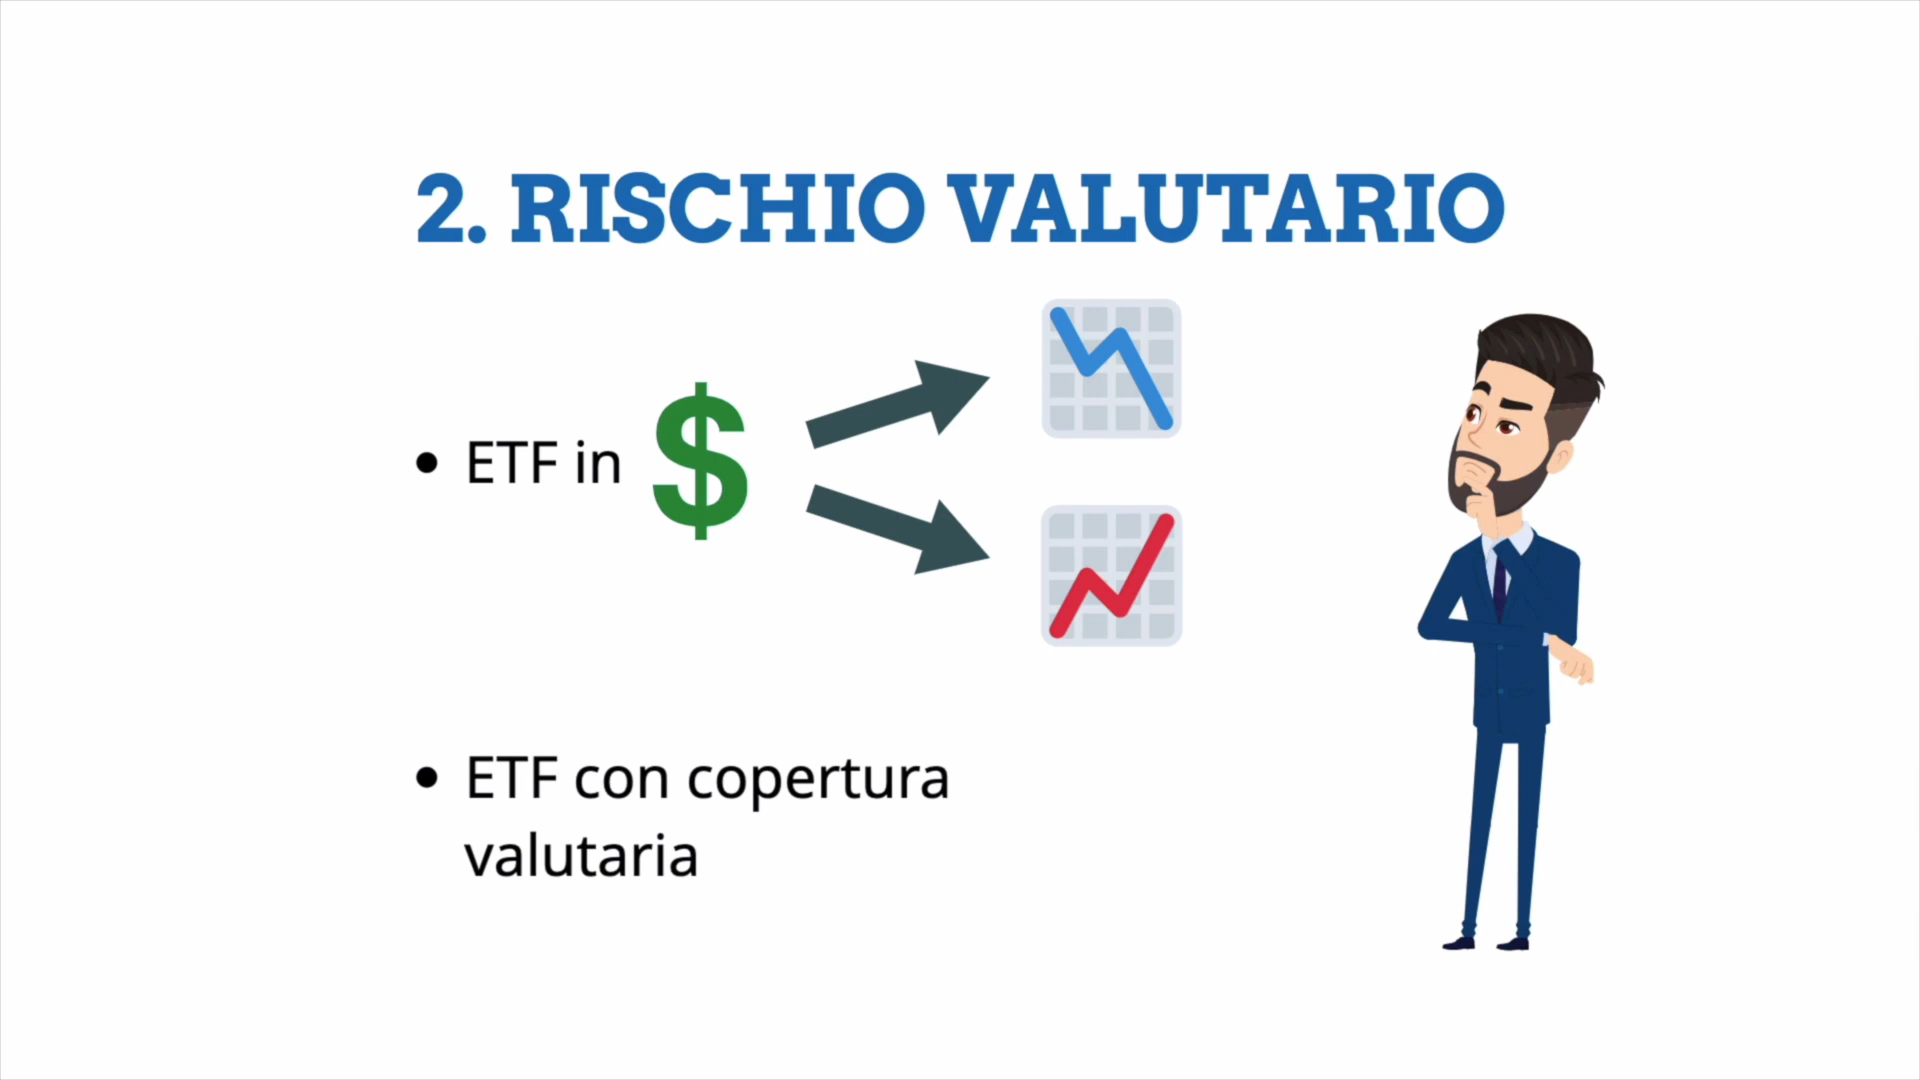 2. RISCHIO VALUTARIO
• ETF in $
• ETF con copertura
valutaria